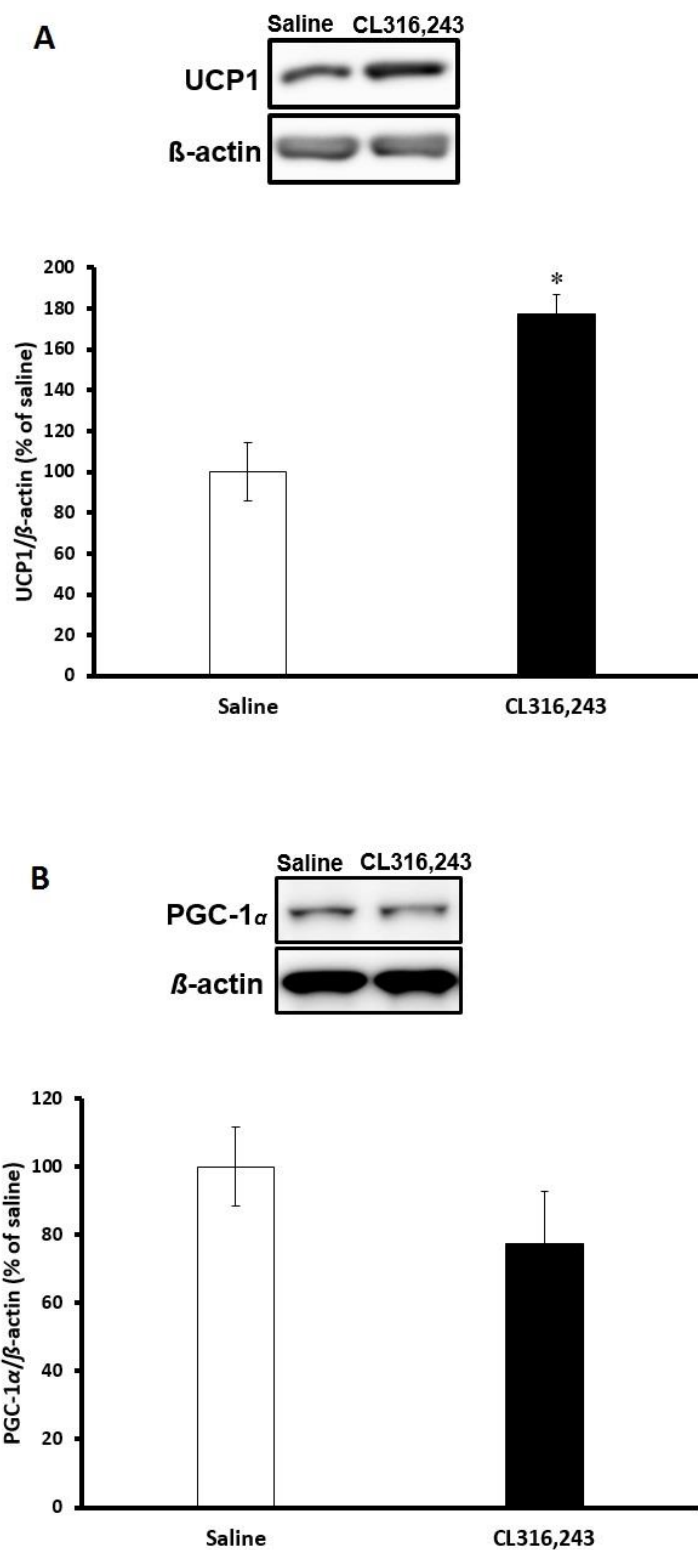 A
Saline CL316,243
UCP1
ß-actin
UCP1/ß-actin (% of saline)
200
180
160
140
120
100
80
60
40
20
0
*
Saline CL316,243
B
Saline CL316,243
PGC-1α
ß-actin
PGC-1α/ß-actin (% of saline)
120
100
80
60
40
20
0
Saline CL316,243